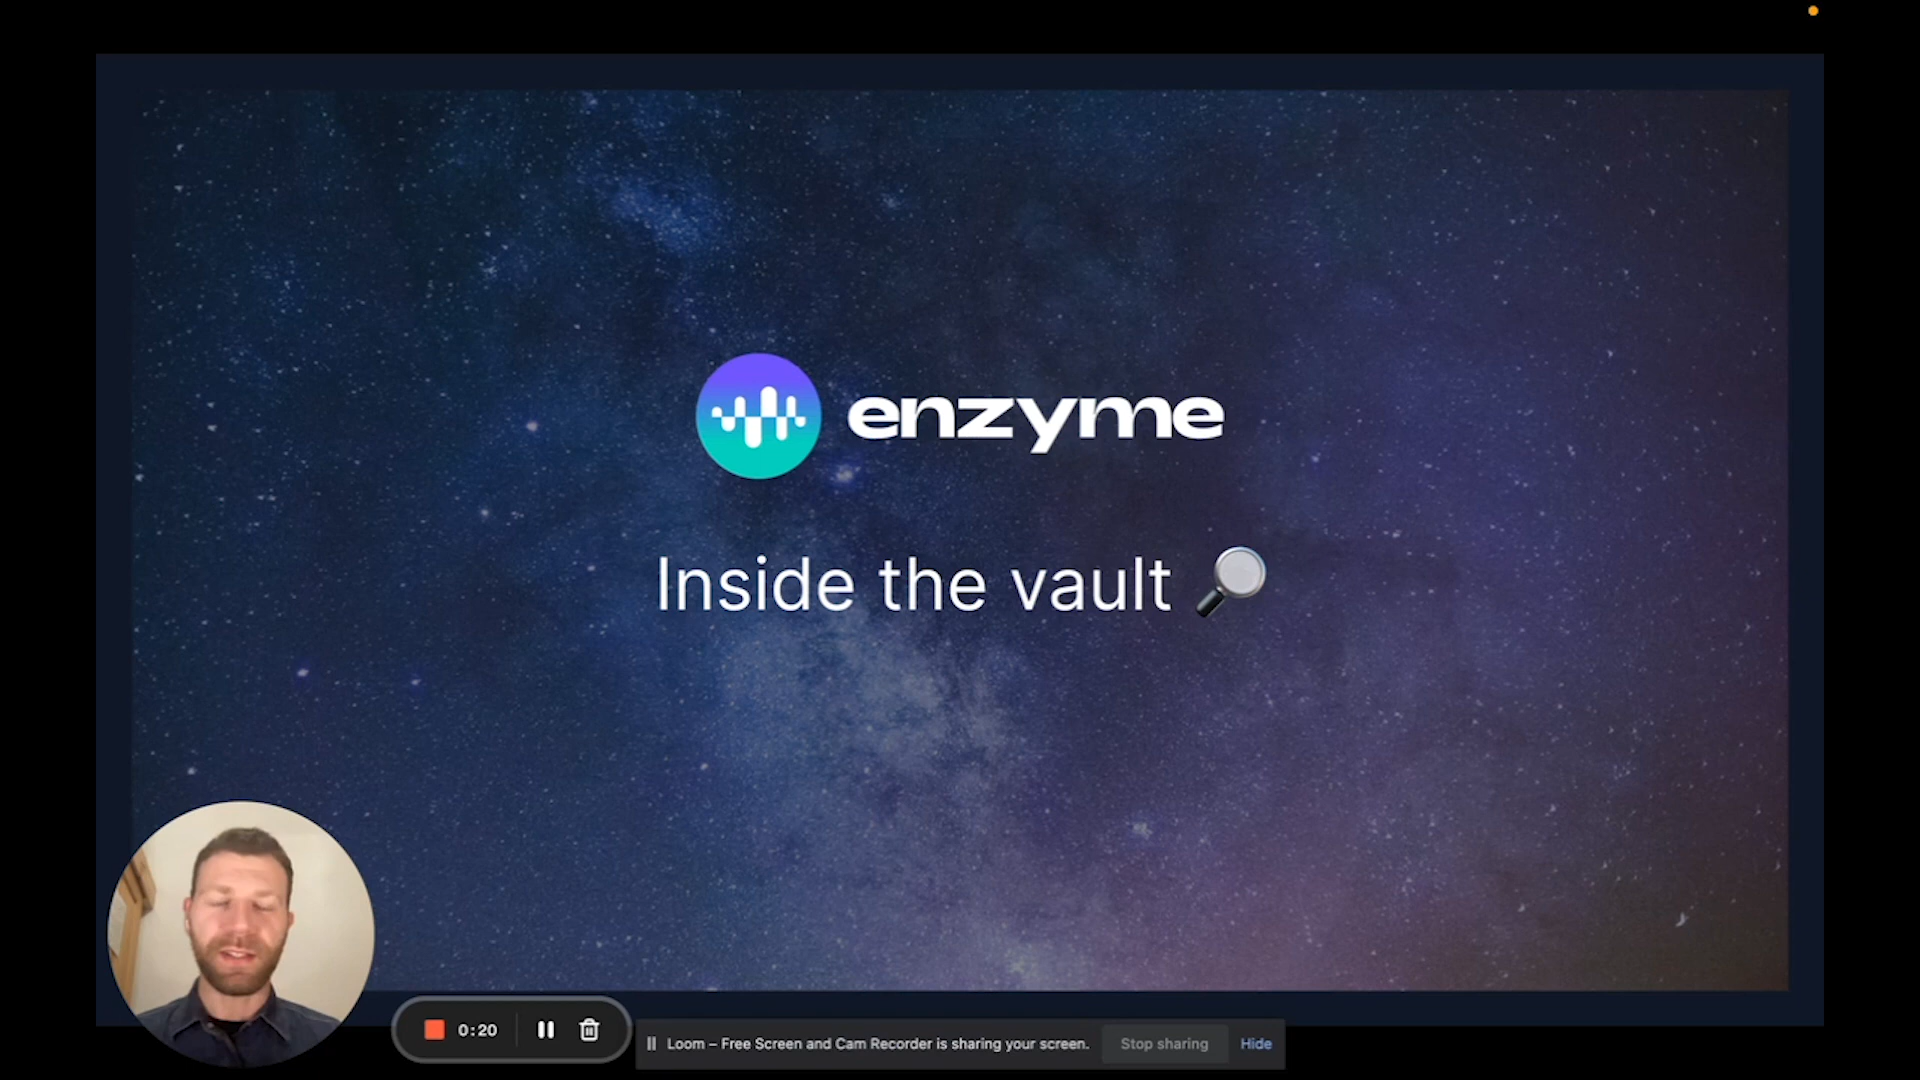 enzyme
Inside the vault
0:20
Loom – Free Screen and Cam Recorder is sharing your screen.
Stop sharing
Hide